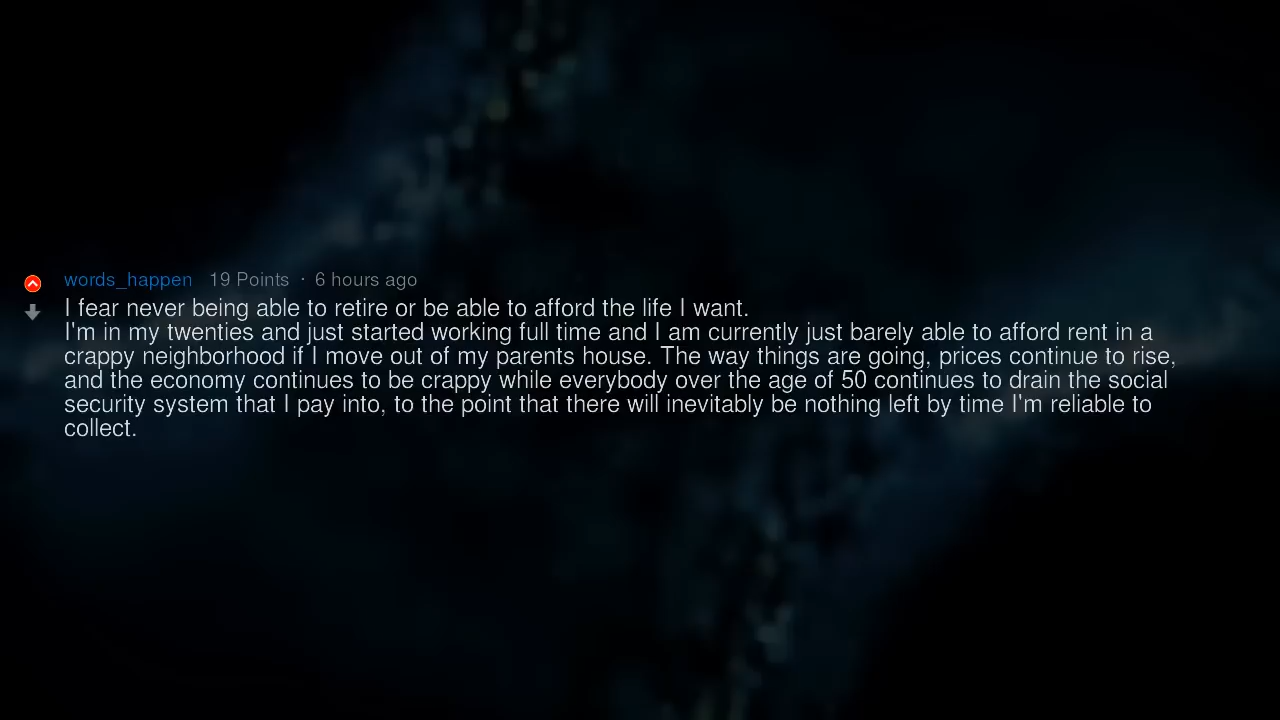 words_happen 19 Points · 6 hours ago
I fear never being able to retire or be able to afford the life I want.
I'm in my twenties and just started working full time and I am currently just barely able to afford rent in a
crappy neighborhood if I move out of my parents house. The way things are going, prices continue to rise,
and the economy continues to be crappy while everybody over the age of 50 continues to drain the social
security system that I pay into, to the point that there will inevitably be nothing left by time I'm reliable to
collect.